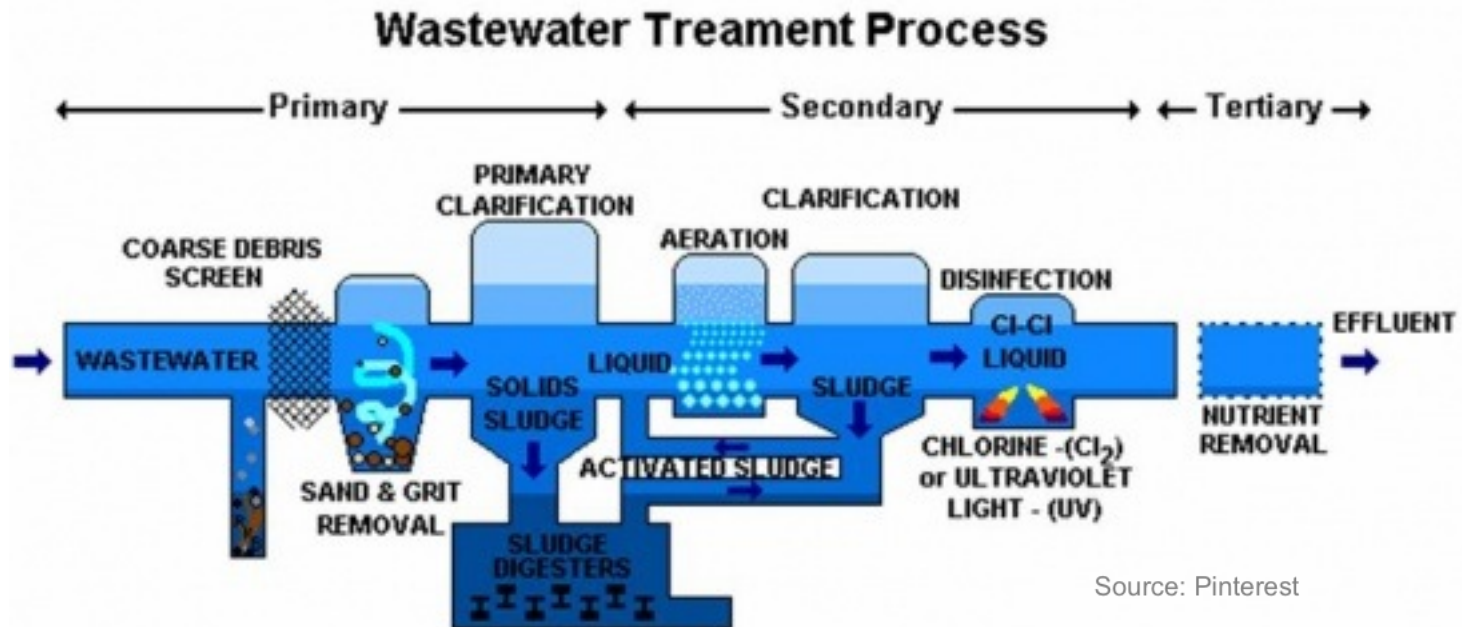 Wastewater Treament Process
Primary
Secondary
Tertiary
COARSE DEBRIS
SCREEN
PRIMARY
CLARIFICATION
AERATION
CLARIFICATION
DISINFECTION
WASTEWATER
SOLIDS
SLUDGE
LIQUID
SLUDGE
Cl-Cl
LIQUID
EFFLUENT
SAND & GRIT
REMOVAL
ACTIVATED SLUDGE
CHLORINE -(Cl₂)
or ULTRAVIOLET
LIGHT - (UV)
NUTRIENT
REMOVAL
SLUDGE
DIGESTERS
Source: Pinterest